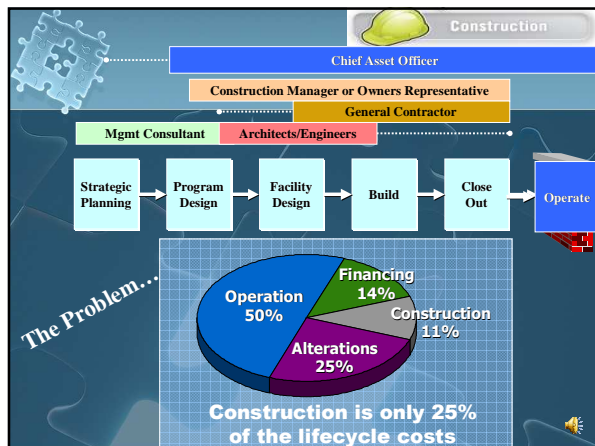 Construction
Chief Asset Officer
Construction Manager or Owners Representative
General Contractor
Mgmt Consultant
Architects/Engineers
Strategic
Planning
Program
Design
Facility
Design
Build
Close
Out
Operate
The Problem...
Operation
50%
Financing
14%
Construction
11%
Alterations
25%
Construction is only 25%
of the lifecycle costs